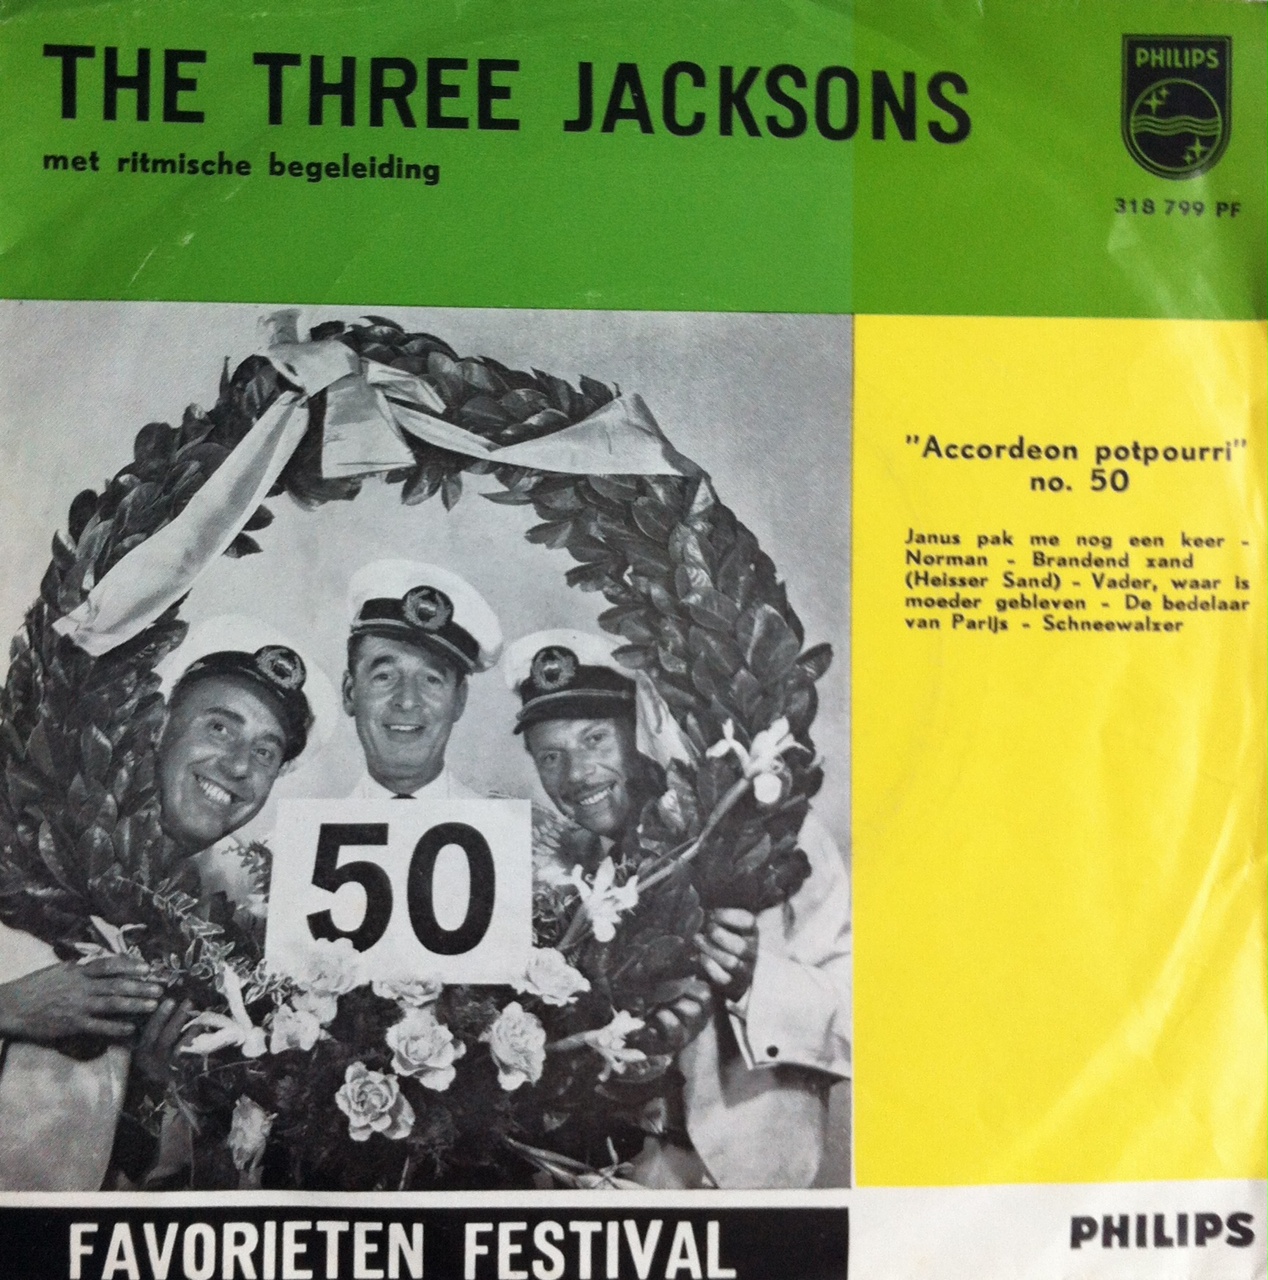 THE THREE JACKSONS
met ritmische begeleiding
PHILIPS
318 799 PF
"Accordeon potpourri"
no. 50
Janus pak me nog een keer -
Norman - Brandend zand
(Heisser Sand) - Vader, waar is
moeder gebleven - De bedelaar
van Parijs - Schneewalzer
50
FAVORIETEN FESTIVAL
PHILIPS